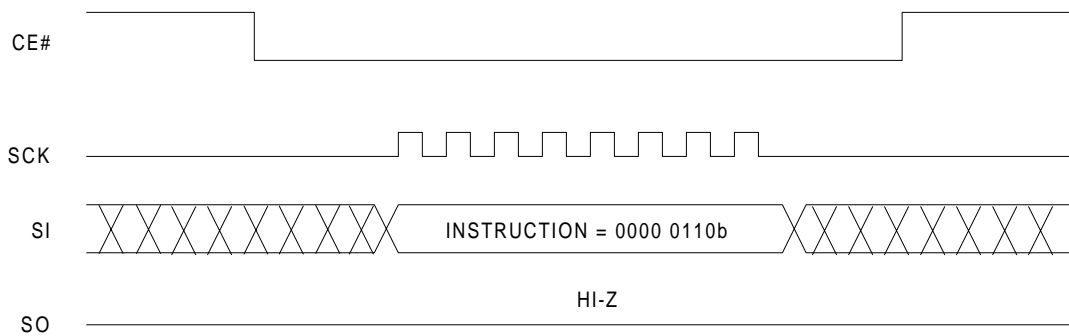 CE#
SCK
SI
INSTRUCTION = 0000 0110b
HI-Z
SO